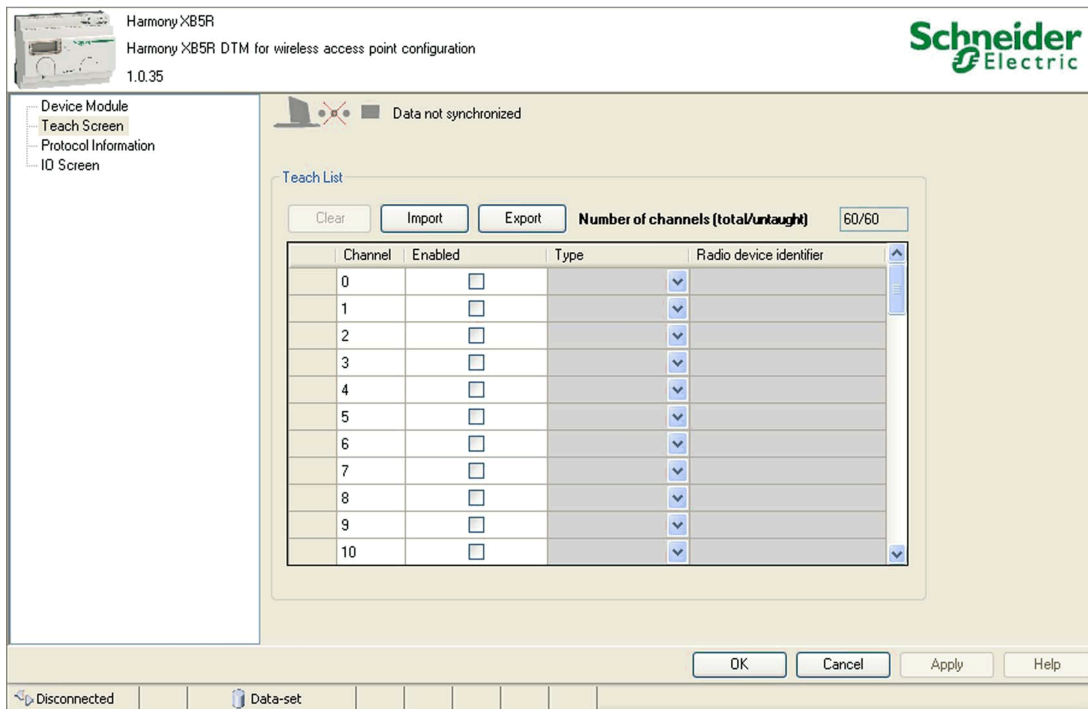 Harmony XB5R
Harmony XB5R DTM for wireless access point configuration
1.0.35
Schneider
Electric
Device Module
Teach Screen
Protocol Information
IO Screen
Data not synchronized
Teach List
Clear Import Export Number of channels (total/untaught) 60/60
Channel Enabled Type Radio device identifier
0
1
2
3
4
5
6
7
8
9
10
OK Cancel Apply Help
Disconnected Data-set